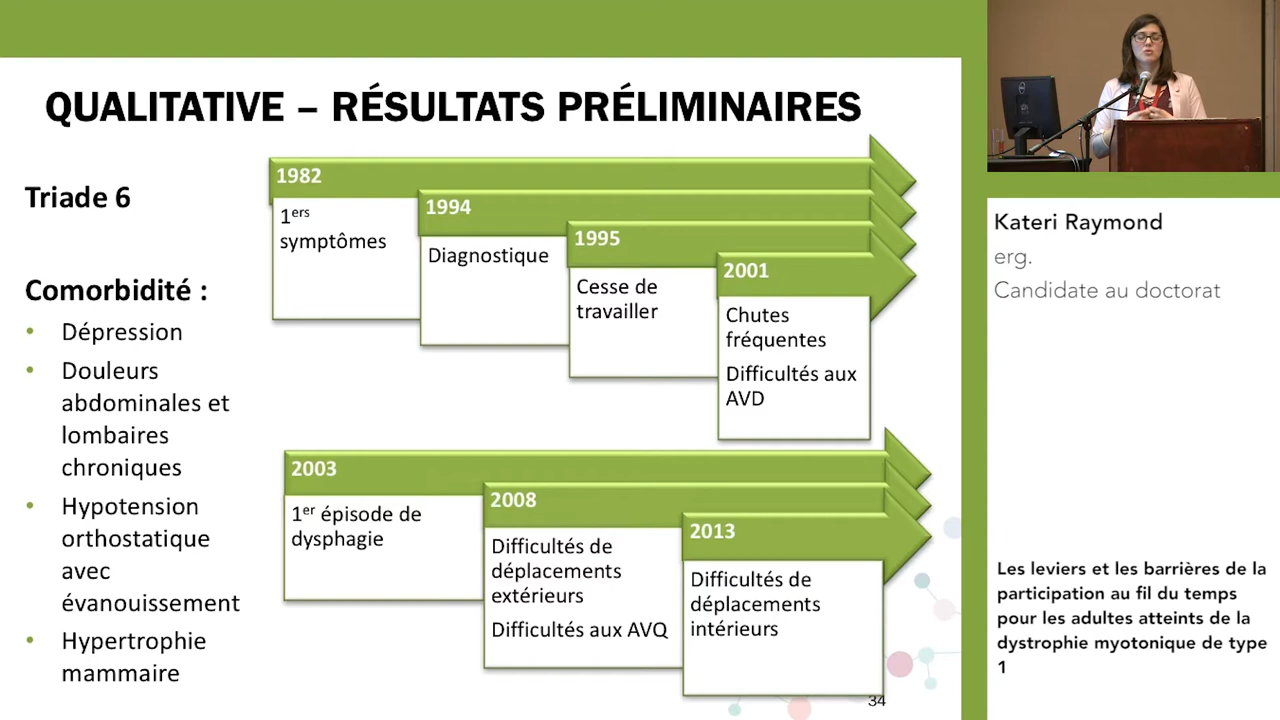 QUALITATIVE – RÉSULTATS PRÉLIMINAIRES
Triade 6
Comorbidité :
• Dépression
• Douleurs
abdominales et
lombaires
chroniques
• Hypotension
orthostatique
avec
évanouissement
• Hypertrophie
mammaire
1982
1ers
symptômes
1994
Diagnostique
1995
Cesse de
travailler
2001
Chutes
fréquentes
Difficultés aux
AVD
2003
1er épisode de
dysphagie
2008
Difficultés de
déplacements
extérieurs
Difficultés aux AVQ
2013
Difficultés de
déplacements
intérieurs
34
Kateri Raymond
erg.
Candidate au doctorat
Les leviers et les barrières de la
participation au fil du temps
pour les adultes atteints de la
dystrophie myotonique de type
1